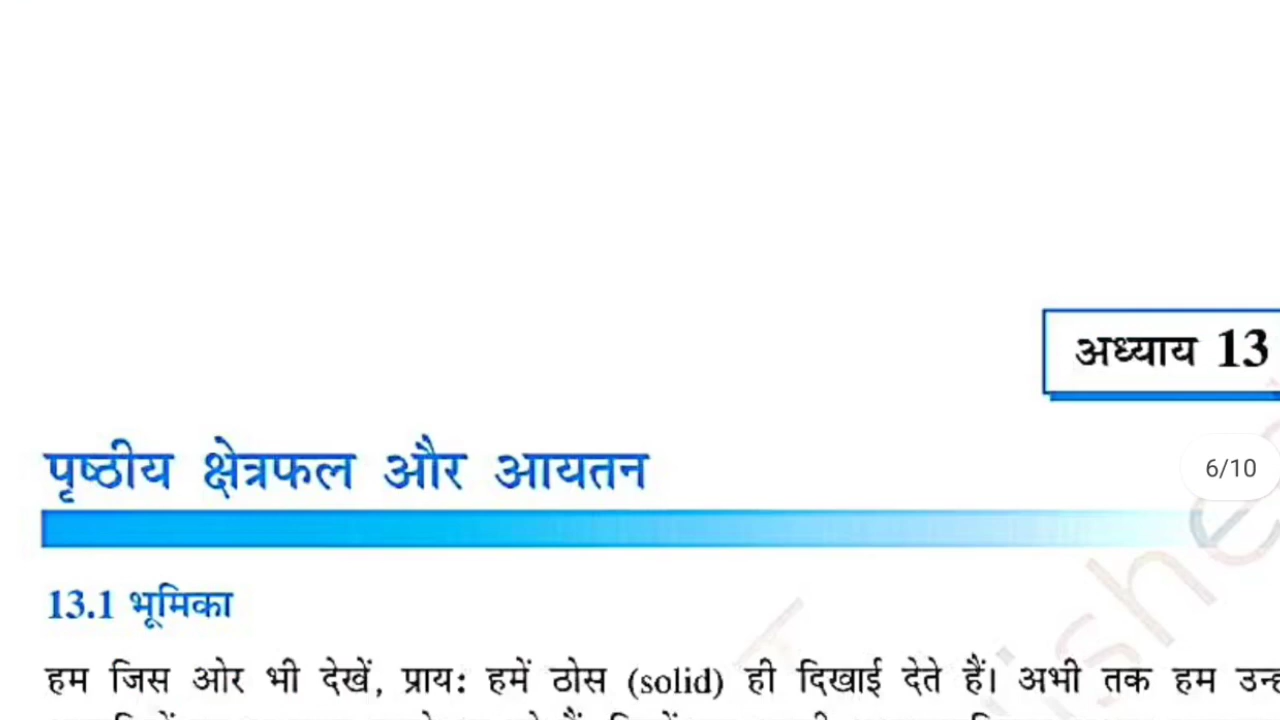 अध्याय 13
पृष्ठीय क्षेत्रफल और आयतन
6/10
13.1 भूमिका
हम जिस ओर भी देखें, प्राय: हमें ठोस (solid) ही दिखाई देते हैं। अभी तक हम